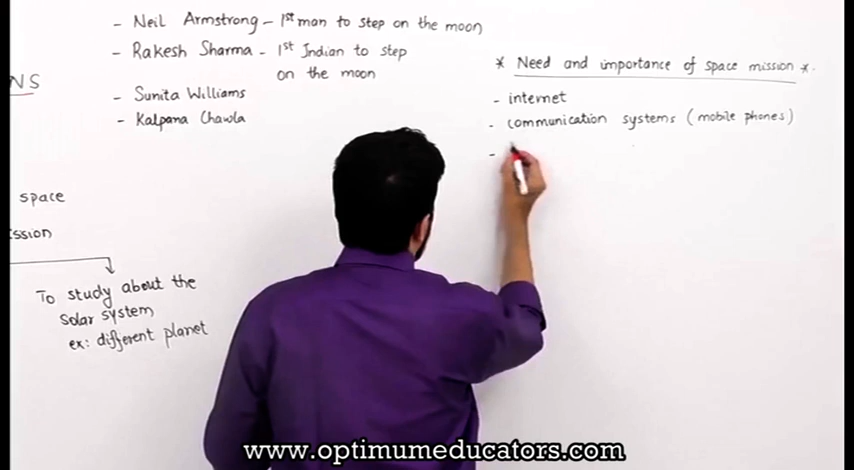 - Neil Armstrong - 1st man to step on the moon
- Rakesh Sharma - 1st Indian to step
on the moon
- Sunita Williams
- Kalpana Chawla
NS
space
ssion
To study about the
Solar system
ex: different planet
* Need and importance of space mission *.
- internet
- communication systems (mobile phones)
-
www.optimumeducators.com